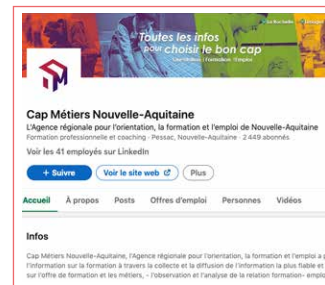 Toutes les infos
pour choisir le bon cap
Cap Métiers Nouvelle-Aquitaine
L'Agence régionale pour l'orientation, la formation et l'emploi de Nouvelle-Aquitaine
Formation professionnelle et coaching · Pessac, Nouvelle-Aquitaine · 2 449 abonnés
Voir les 41 employés sur LinkedIn
+ Suivre Voir le site web Plus
Accueil À propos Posts Offres d'emploi Personnes Vidéos
Infos
Cap Métiers Nouvelle-Aquitaine, l'Agence régionale pour l'orientation, la formation et l'emploi a p
l'information sur la formation à travers la collecte et la diffusion de l'information la plus fiable et
sur l'offre de formation et les métiers, - l'observation et l'analyse de la relation formation- emploi